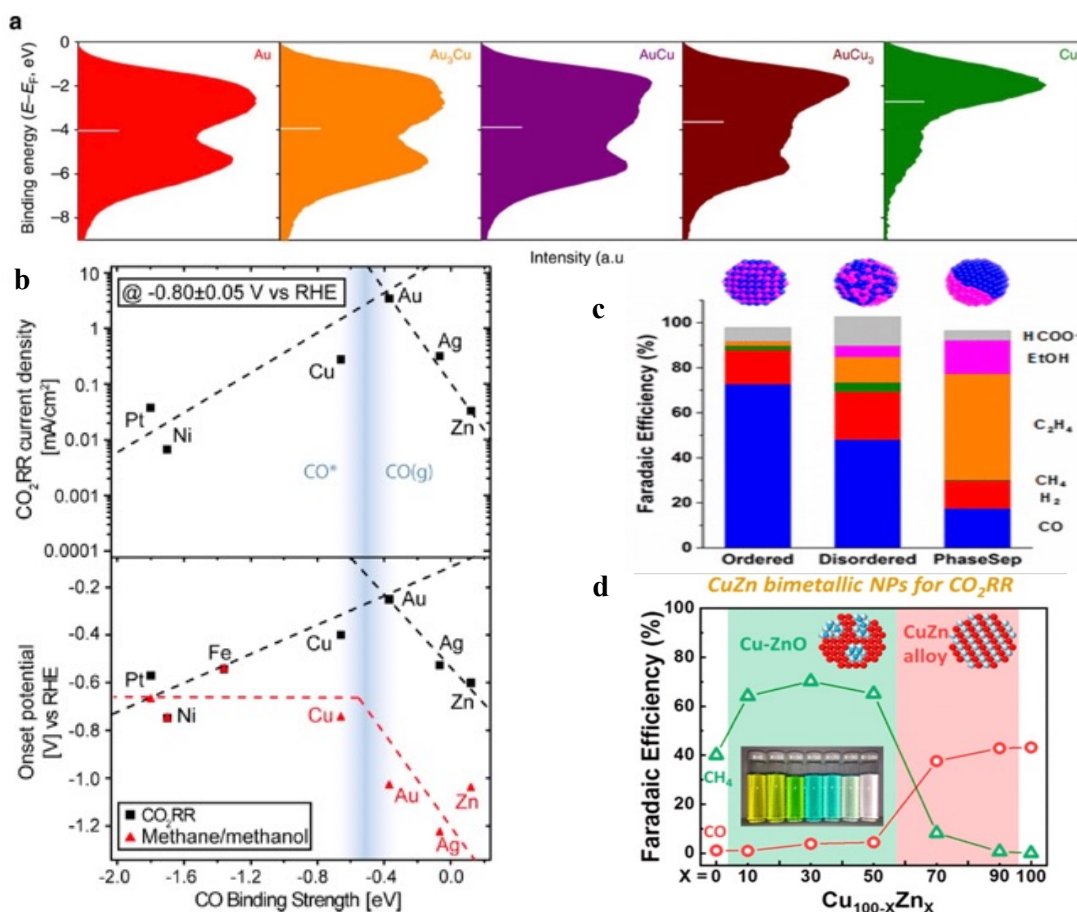 a
0
-2
-4
-6
-8
Binding energy (E–E_F, eV)
Au
Au₃Cu
AuCu
AuCu₃
Cu
Intensity (a.u
b
@ -0.80±0.05 V vs RHE
10
1
0.1
0.01
0.001
0.0001
CO₂RR current density
[mA/cm²]
Au
Ag
Cu
Zn
Pt
Ni
CO*
CO(g)
-0.2
-0.4
-0.6
-0.8
-1.0
-1.2
Onset potential
[V] vs RHE
Au
Cu
Fe
Ag
Pt
Zn
Ni
Cu
Au
Zn
Ag
CO₂RR
Methane/methanol
-2.0
-1.6
-1.2
-0.8
-0.4
0.0
CO Binding Strength [eV]
c
Faradaic Efficiency (%)
100
80
60
40
20
0
HCOO⁻
EtOH
C₂H₄
CH₄
H₂
CO
Ordered
Disordered
PhaseSep
d
CuZn bimetallic NPs for CO₂RR
Faradaic Efficiency (%)
100
80
60
40
20
0
Cu-ZnO
CuZn
alloy
CH₄
CO
X = 0
10
30
50
70
90
100
Cu₁₀₀₋ₓZnₓ